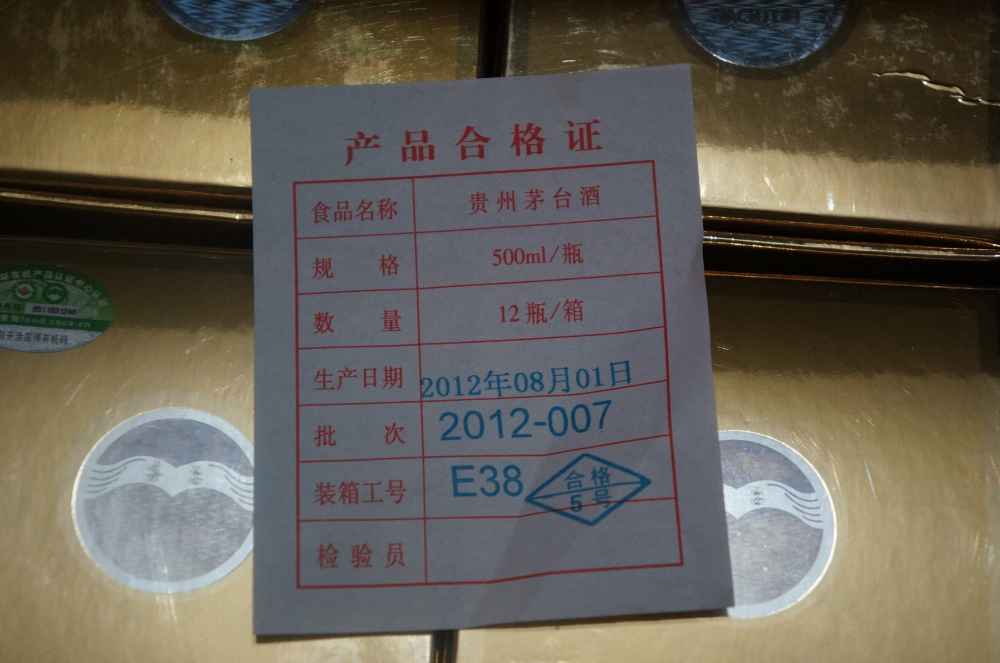 产品合格证
食品名称 贵州茅台酒
规格 500ml/瓶
数量 12瓶/箱
生产日期 2012年08月01日
批次 2012-007
装箱工号 E38
合格
5号
检验员